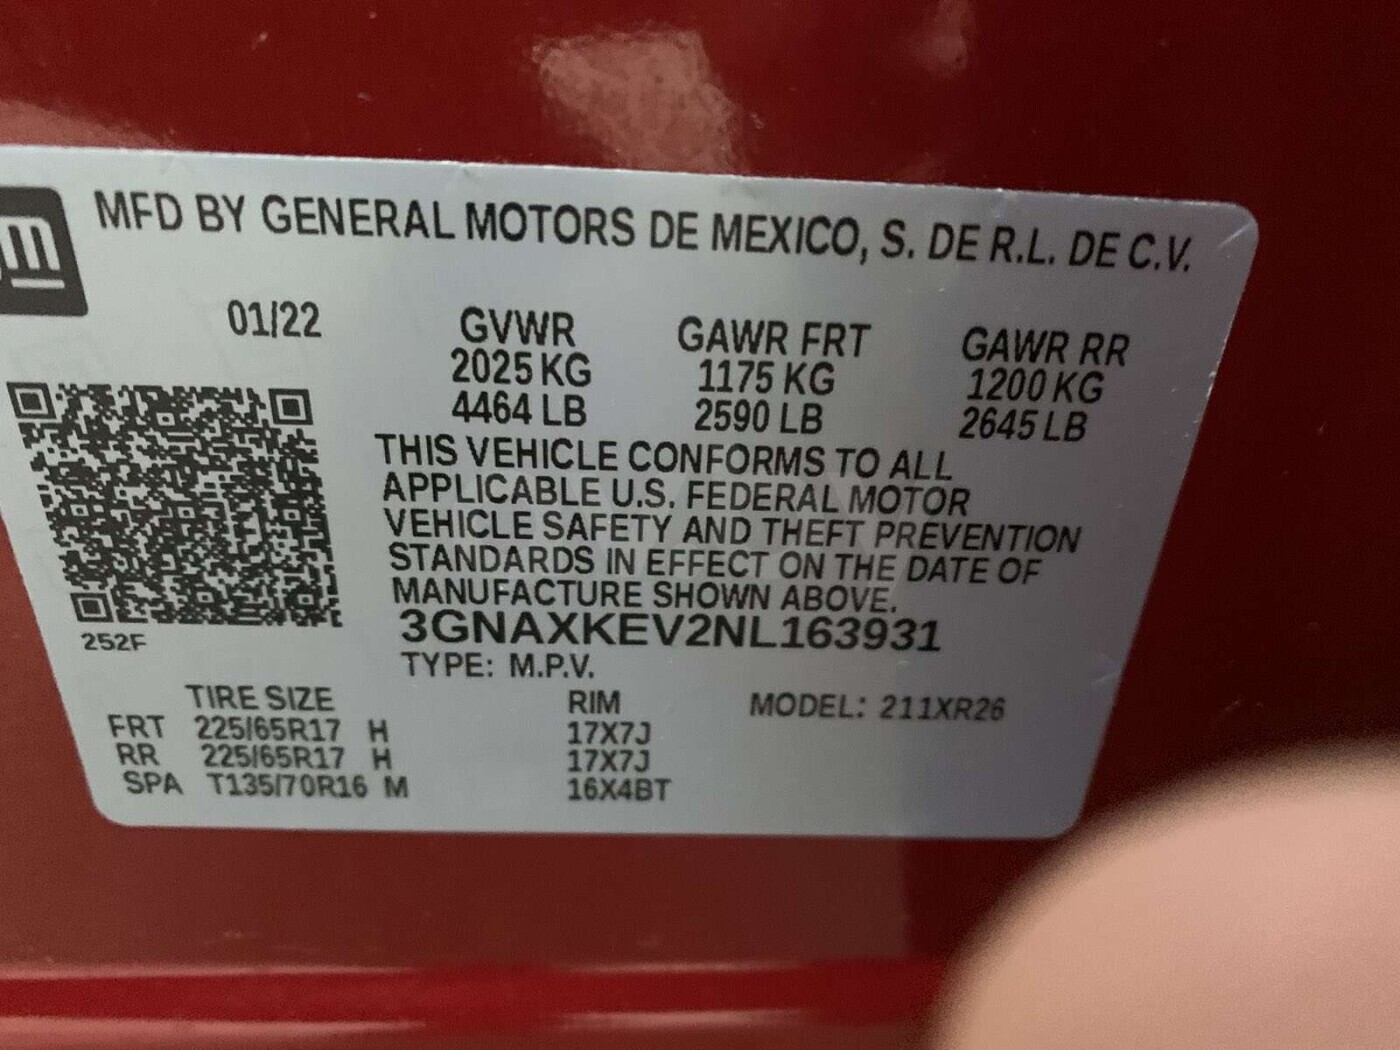 gm
MFD BY GENERAL MOTORS DE MEXICO, S. DE R.L. DE C.V.
01/22 GVWR GAWR FRT GAWR RR
2025 KG 1175 KG 1200 KG
4464 LB 2590 LB 2645 LB
THIS VEHICLE CONFORMS TO ALL
APPLICABLE U.S. FEDERAL MOTOR
VEHICLE SAFETY AND THEFT PREVENTION
STANDARDS IN EFFECT ON THE DATE OF
MANUFACTURE SHOWN ABOVE.
252F
3GNAXKEV2NL163931
TYPE: M.P.V.
TIRE SIZE RIM MODEL: 211XR26
FRT 225/65R17 H 17X7J
RR 225/65R17 H 17X7J
SPA T135/70R16 M 16X4BT